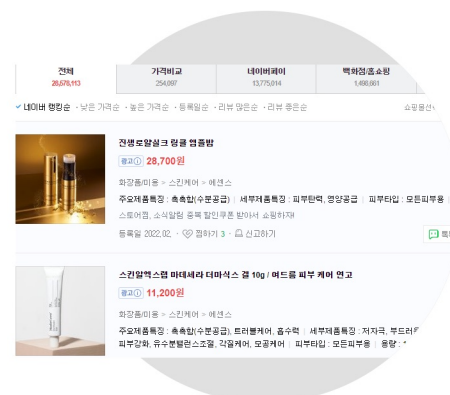 전체 가격비교 네이버페이 백화점/홈쇼핑
28,678,113 254,097 13,775,014 1,498,661
✔ 네이버 랭킹순 · 낮은 가격순 · 높은 가격순 · 등록일순 · 리뷰 많은순 · 리뷰 좋은순
잔생로얄실크 링클 앰플밤
광고ⓘ 28,700원
화장품/미용 > 스킨케어 > 에센스
주요제품특징 : 촉촉함(수분공급) | 세부제품특징 : 피부탄력, 영양공급 | 피부타입 : 모든피부용
스토어찜, 소식알림 중복 할인쿠폰 받아서 쇼핑하자!
등록일 2022.02. · 찜하기 3 · 신고하기
스킨알엑스랩 마데세라 더마식스 겔 10g / 여드름 피부 케어 연고
광고ⓘ 11,200원
화장품/미용 > 스킨케어 > 에센스
주요제품특징 : 촉촉함(수분공급), 트러블케어, 흡수력 | 세부제품특징 : 저자극,
피부강화, 유수분밸런스조절, 각질케어, 모공케어 | 피부타입 : 모든피부용 | 용량 :